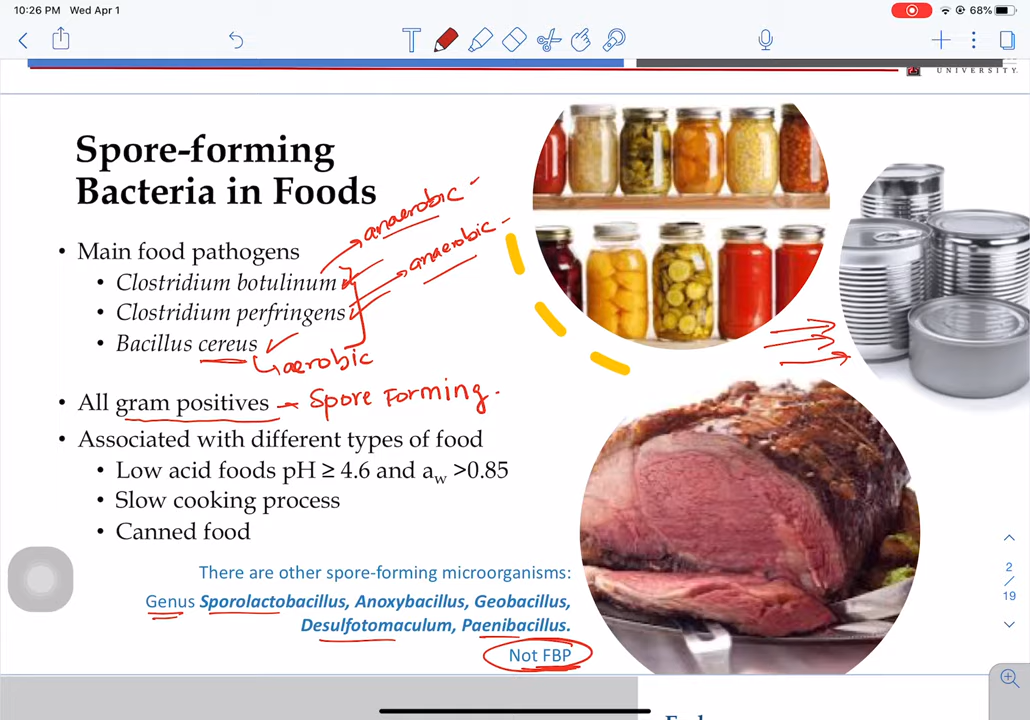 10:26 PM Wed Apr 1
68%
UNIVERSITY.
Spore-forming
Bacteria in Foods
anaerobic
• Main food pathogens
anaerobic
• Clostridium botulinum
• Clostridium perfringens
• Bacillus cereus
aerobic
• All gram positives - Spore Forming.
• Associated with different types of food
• Low acid foods pH ≥ 4.6 and aw >0.85
• Slow cooking process
• Canned food
There are other spore-forming microorganisms:
Genus Sporolactobacillus, Anoxybacillus, Geobacillus,
Desulfotomaculum, Paenibacillus.
Not FBP
2
/
19